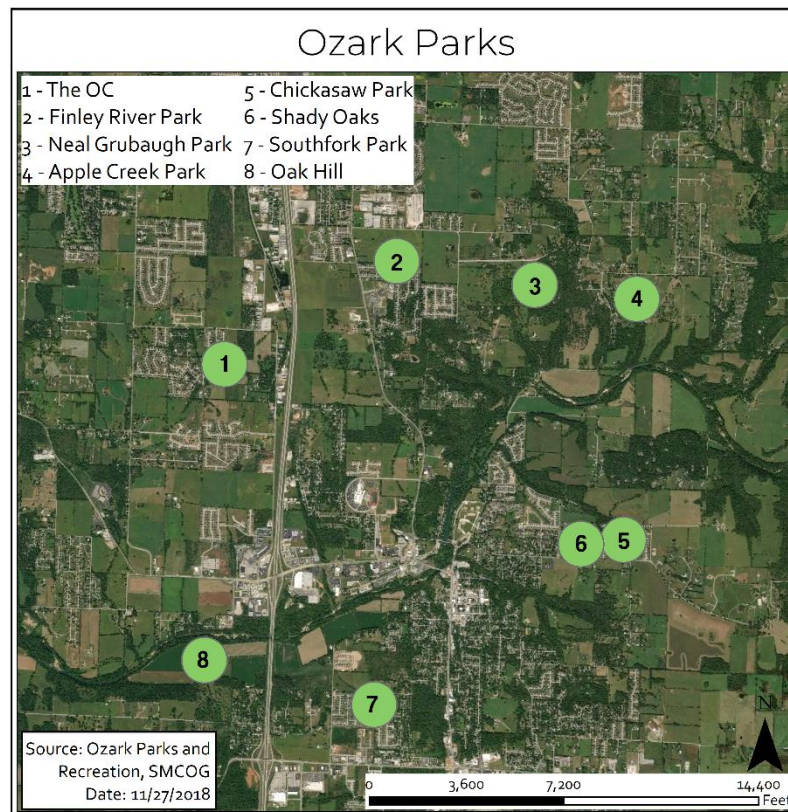 Ozark Parks
1 - The OC
2 - Finley River Park
3 - Neal Grubaugh Park
4 - Apple Creek Park
5 - Chickasaw Park
6 - Shady Oaks
7 - Southfork Park
8 - Oak Hill
2
3
4
1
6
5
8
7
N
Source: Ozark Parks and
Recreation, SMCOG
Date: 11/27/2018
0 3,600 7,200 14,400
Feet